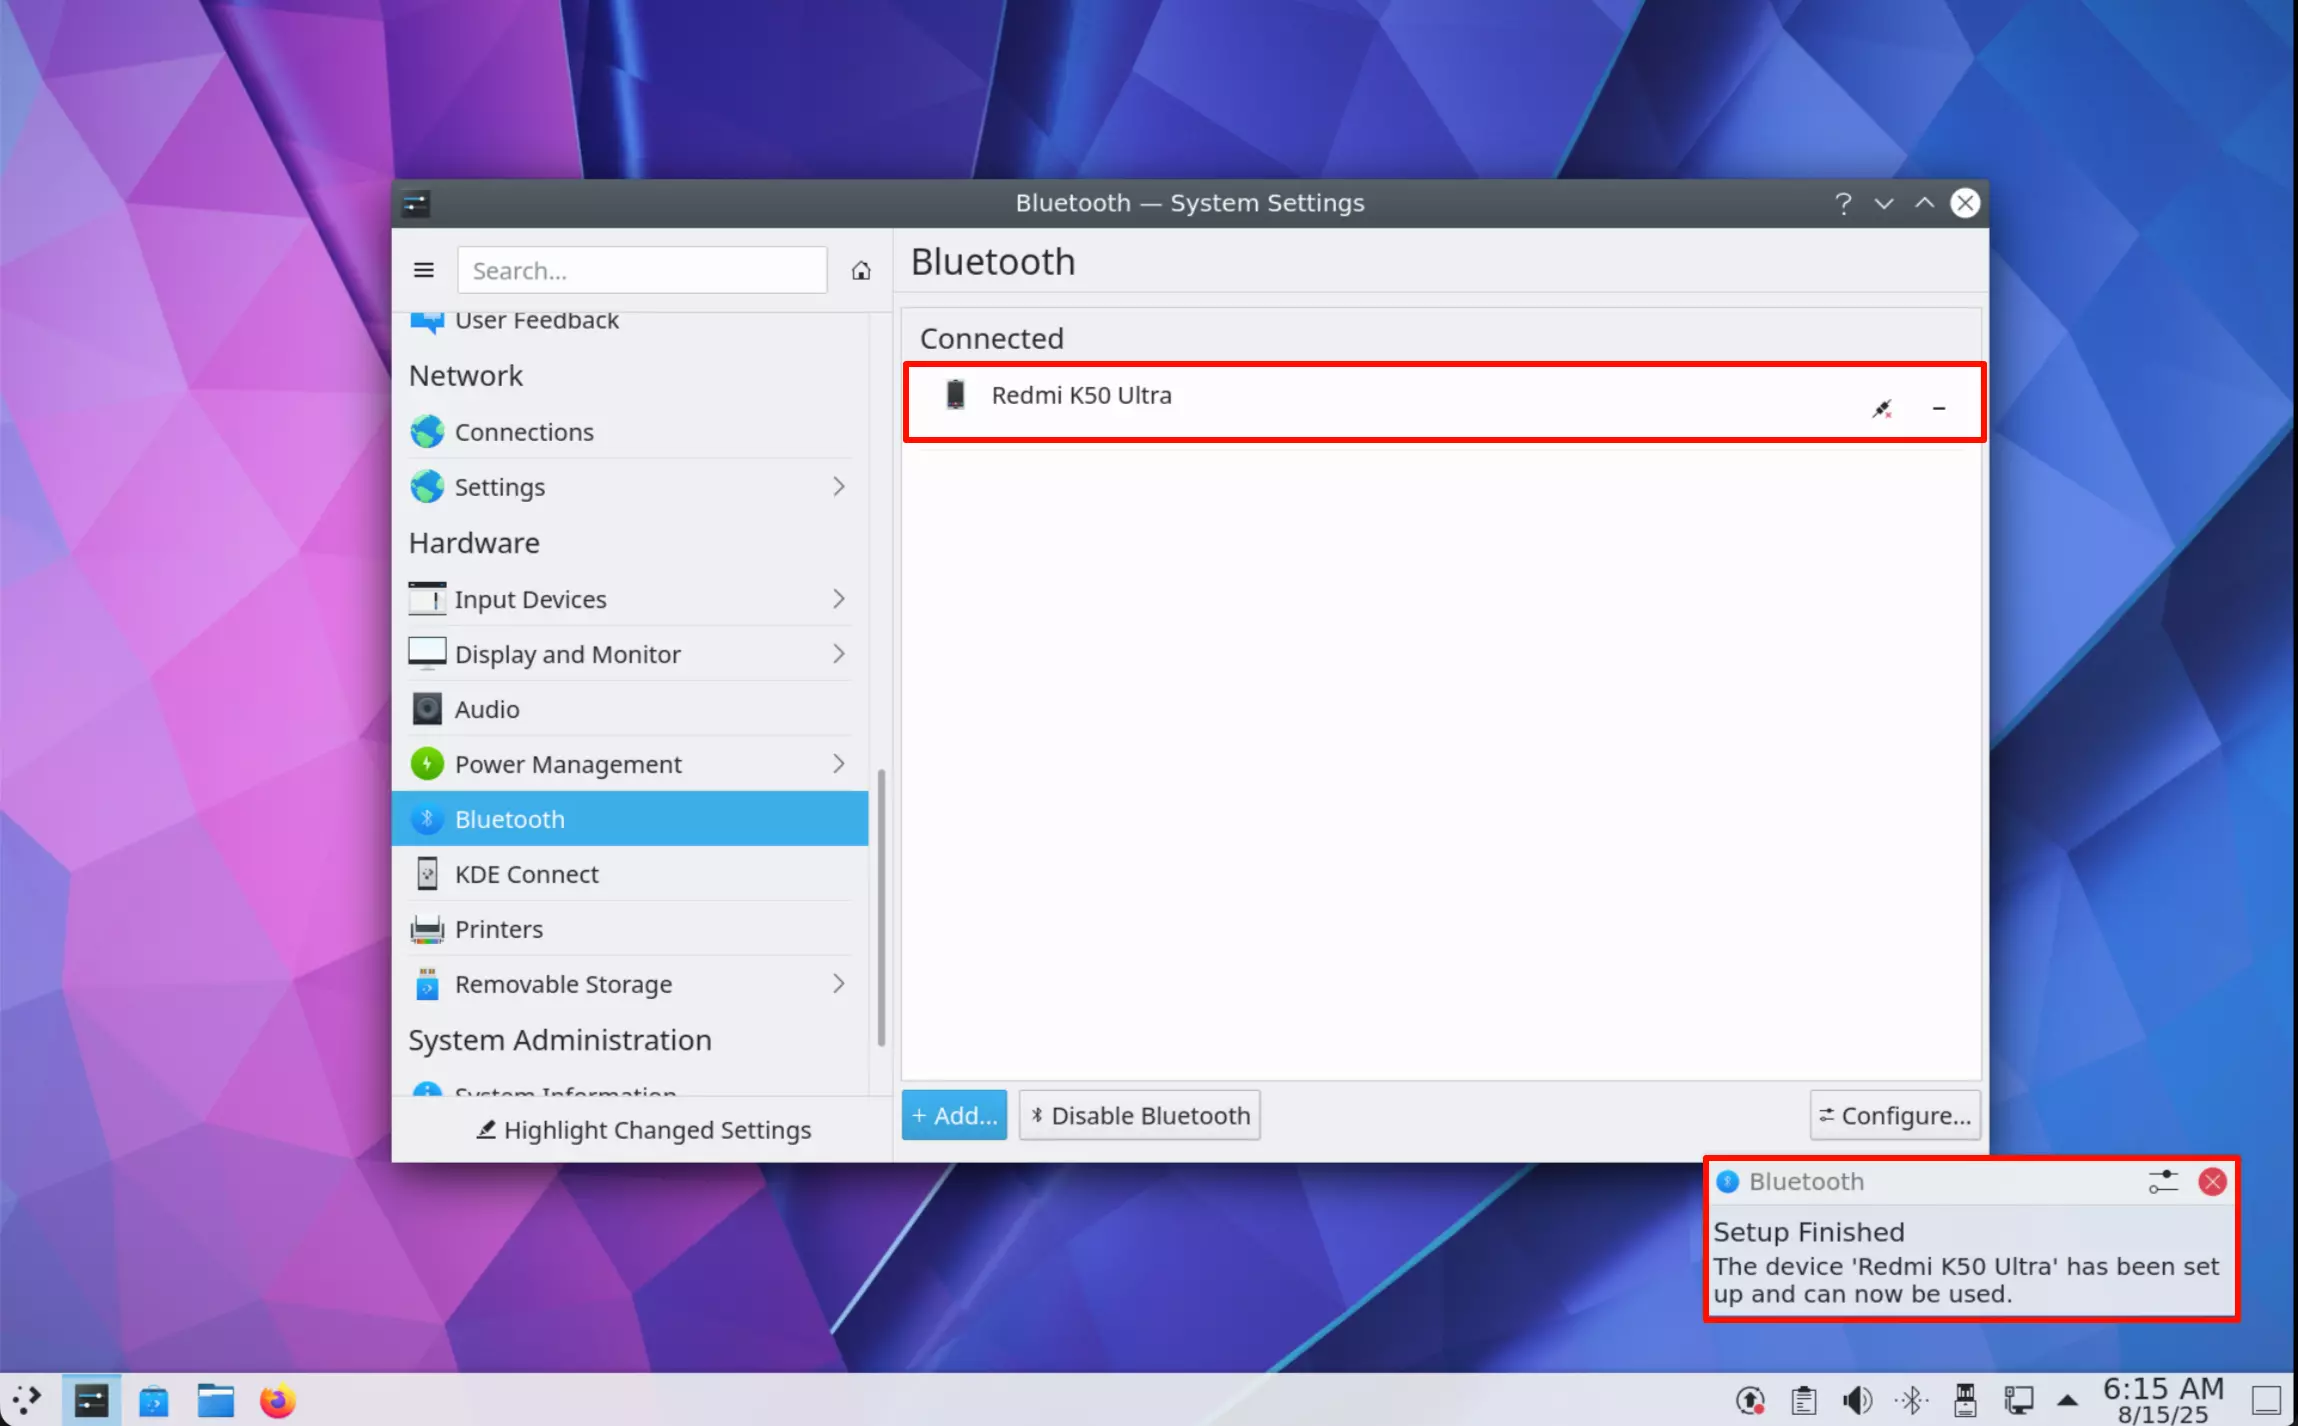 Bluetooth — System Settings
Search...
Bluetooth
User Feedback
Network
Connections
Settings
Hardware
Input Devices
Display and Monitor
Audio
Power Management
Bluetooth
KDE Connect
Printers
Removable Storage
System Administration
System Information
Highlight Changed Settings
Connected
Redmi K50 Ultra
+ Add...
Disable Bluetooth
Configure...
Bluetooth
Setup Finished
The device 'Redmi K50 Ultra' has been set
up and can now be used.
6:15 AM
8/15/25